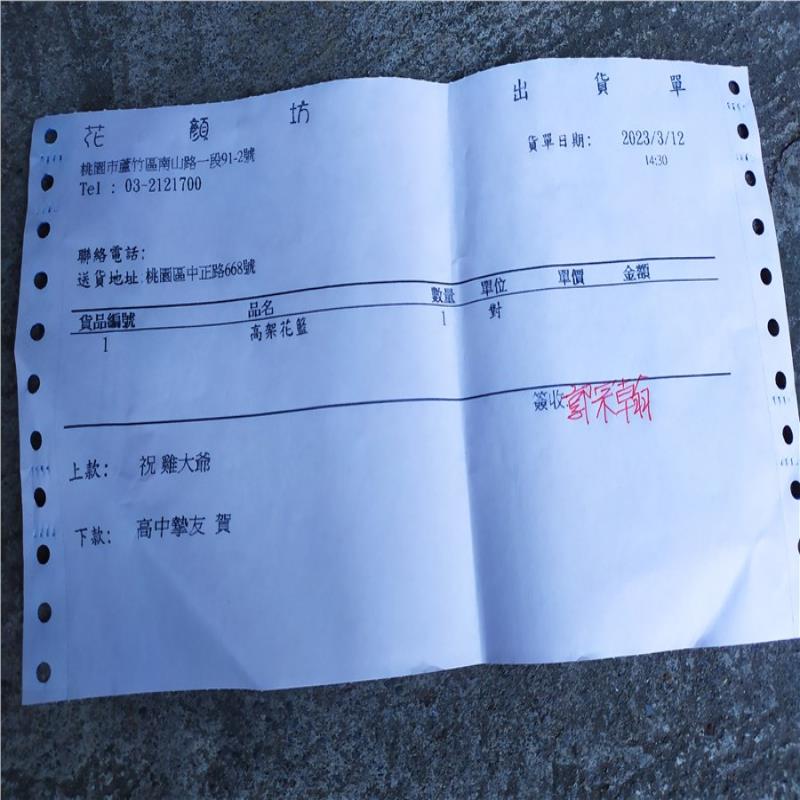 花顏坊 出貨單
桃園市蘆竹區南山路一段91-2號 貨單日期: 2023/3/12
Tel : 03-2121700 14:30
聯絡電話:
送貨地址:桃園區中正路668號
貨品編號 品名 數量 單位 單價 金額
1 高架花籃 1 對
簽收:郭宗翰
上款: 祝 雞大爺
下款: 高中摯友 賀